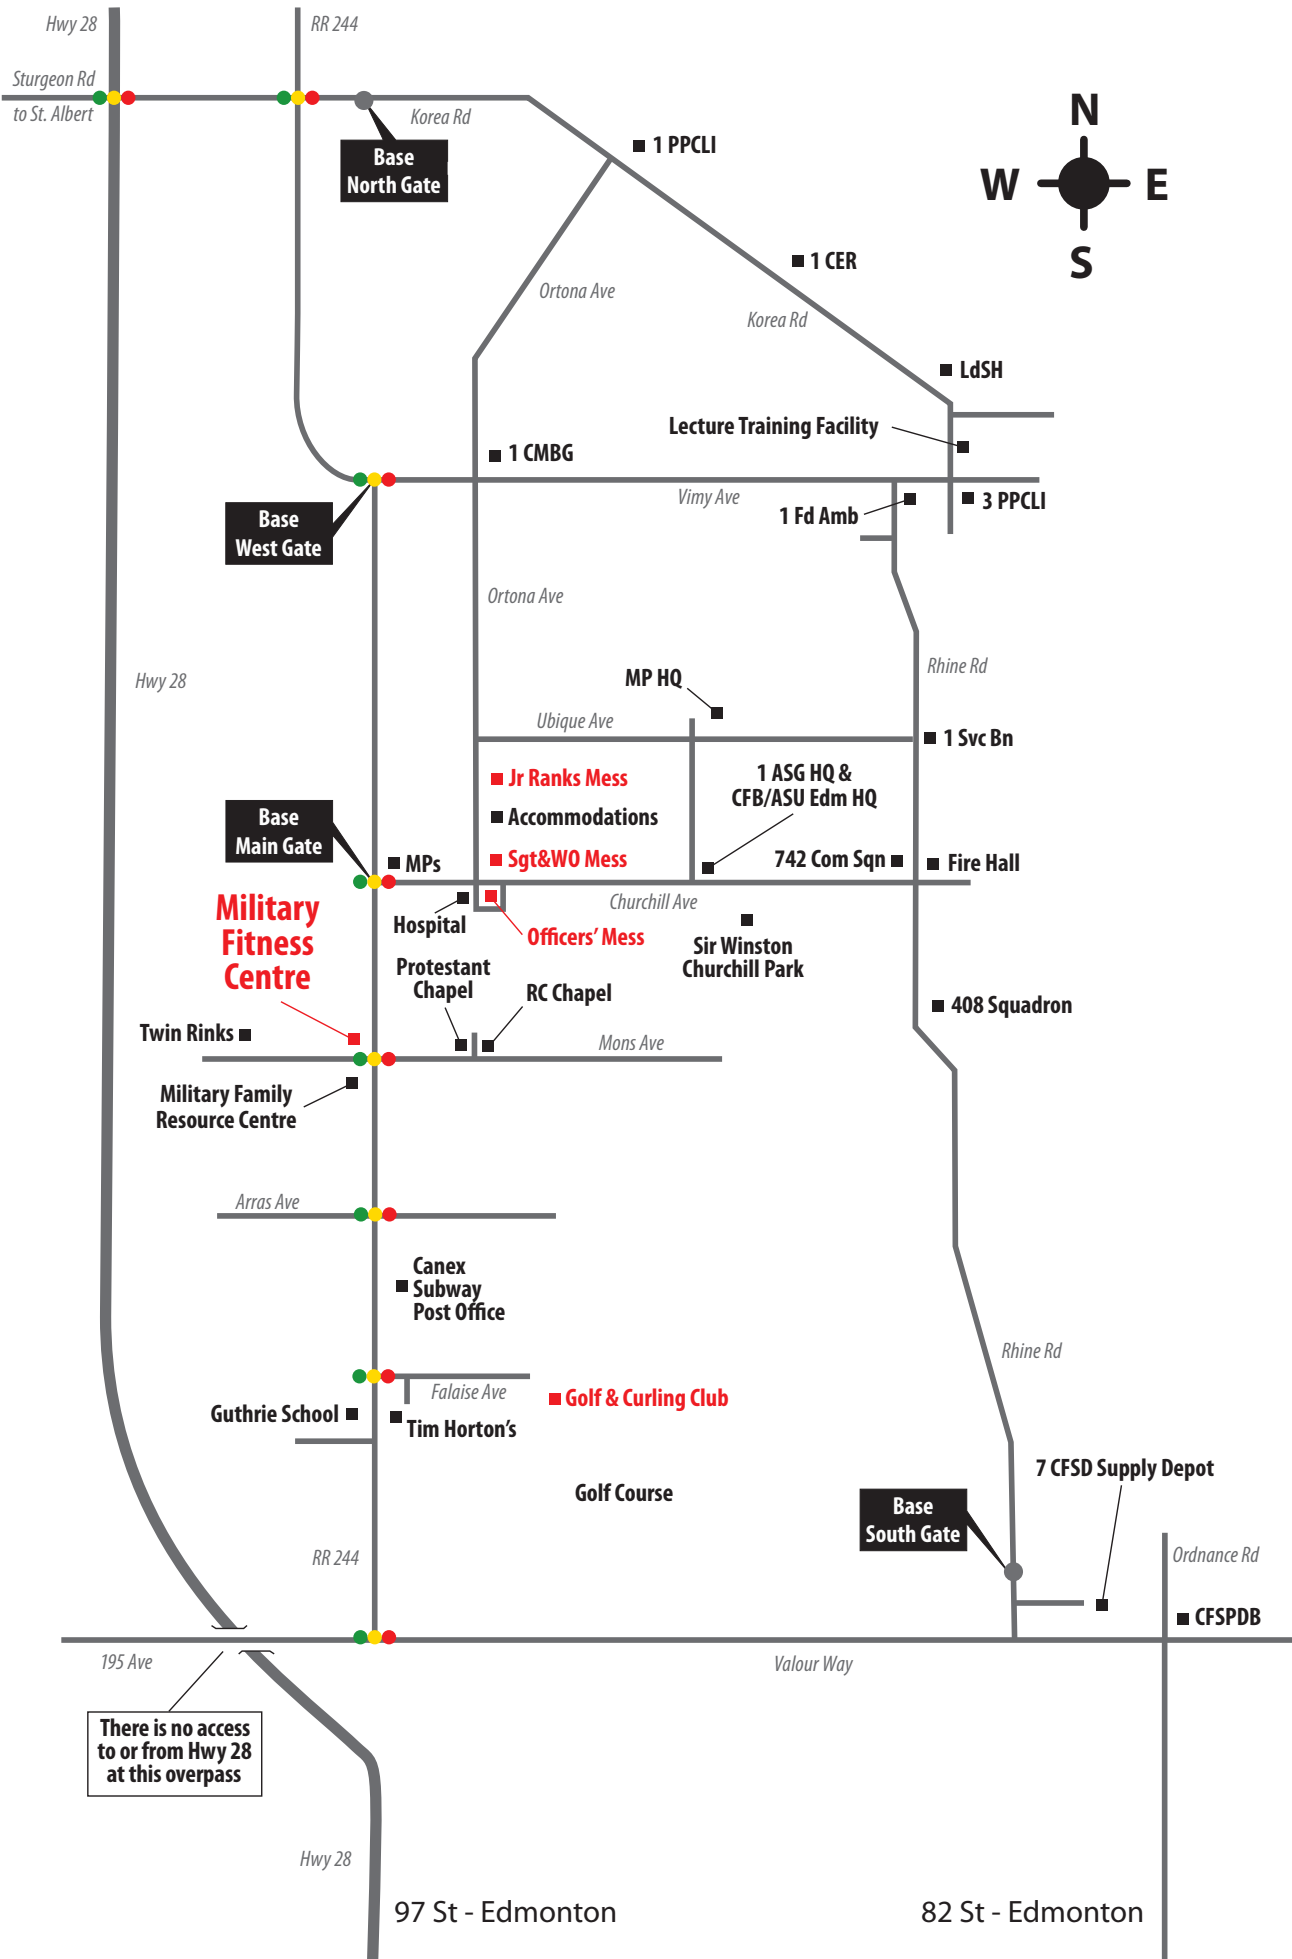 Hwy 28
RR 244
Sturgeon Rd
to St. Albert
Korea Rd
Base
North Gate
1 PPCLI
N
W
E
S
1 CER
Ortona Ave
Korea Rd
LdSH
Lecture Training Facility
1 CMBG
Vimy Ave
1 Fd Amb
3 PPCLI
Base
West Gate
Ortona Ave
Rhine Rd
Hwy 28
MP HQ
Ubique Ave
1 Svc Bn
Jr Ranks Mess
1 ASG HQ &
CFB/ASU Edm HQ
Accommodations
Base
Main Gate
MPs
Sgt&WO Mess
742 Com Sqn
Fire Hall
Military
Fitness
Centre
Hospital
Churchill Ave
Officers' Mess
Sir Winston
Churchill Park
Protestant
Chapel
RC Chapel
408 Squadron
Twin Rinks
Mons Ave
Military Family
Resource Centre
Arras Ave
Canex
Subway
Post Office
Rhine Rd
Falaise Ave
Golf & Curling Club
Guthrie School
Tim Horton's
7 CFSD Supply Depot
Golf Course
Base
South Gate
RR 244
Ordnance Rd
CFSPDB
195 Ave
Valour Way
There is no access
to or from Hwy 28
at this overpass
Hwy 28
97 St - Edmonton
82 St - Edmonton